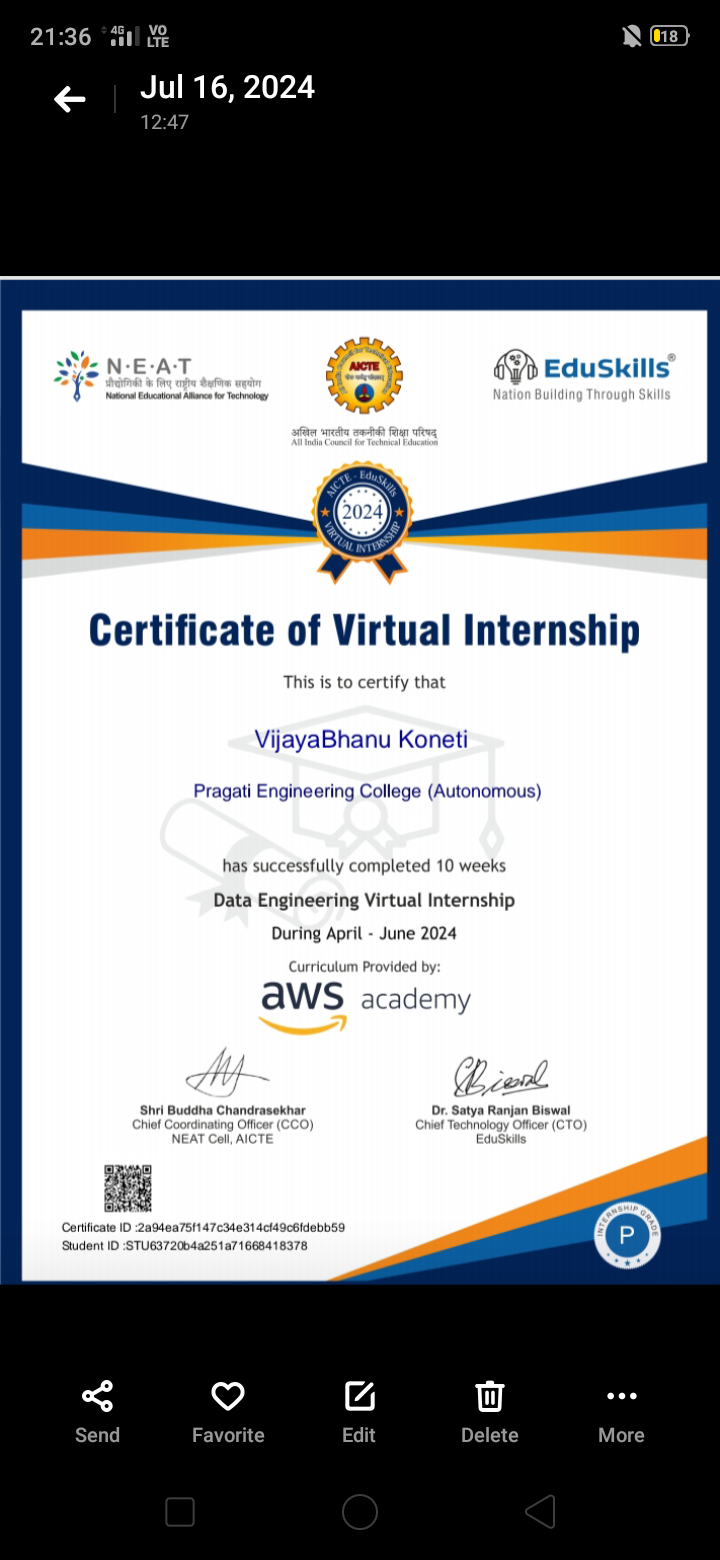 21:36 4G VO LTE 18
Jul 16, 2024
12:47
N·E·A·T
प्रौद्योगिकी के लिए राष्ट्रीय शैक्षणिक सहयोग
National Educational Alliance for Technology
AICTE
अखिल भारतीय तकनीकी शिक्षा परिषद्
All India Council for Technical Education
EduSkills®
Nation Building Through Skills
AICTE - EduSkills
2024
VIRTUAL INTERNSHIP
Certificate of Virtual Internship
This is to certify that
VijayaBhanu Koneti
Pragati Engineering College (Autonomous)
has successfully completed 10 weeks
Data Engineering Virtual Internship
During April - June 2024
Curriculum Provided by:
aws academy
Shri Buddha Chandrasekhar
Chief Coordinating Officer (CCO)
NEAT Cell, AICTE
Dr. Satya Ranjan Biswal
Chief Technology Officer (CTO)
EduSkills
Certificate ID :2a94ea75f147c34e314cf49c6fdebb59
Student ID :STU63720b4a251a71668418378
INTERNSHIP GRADE
P
Send Favorite Edit Delete More